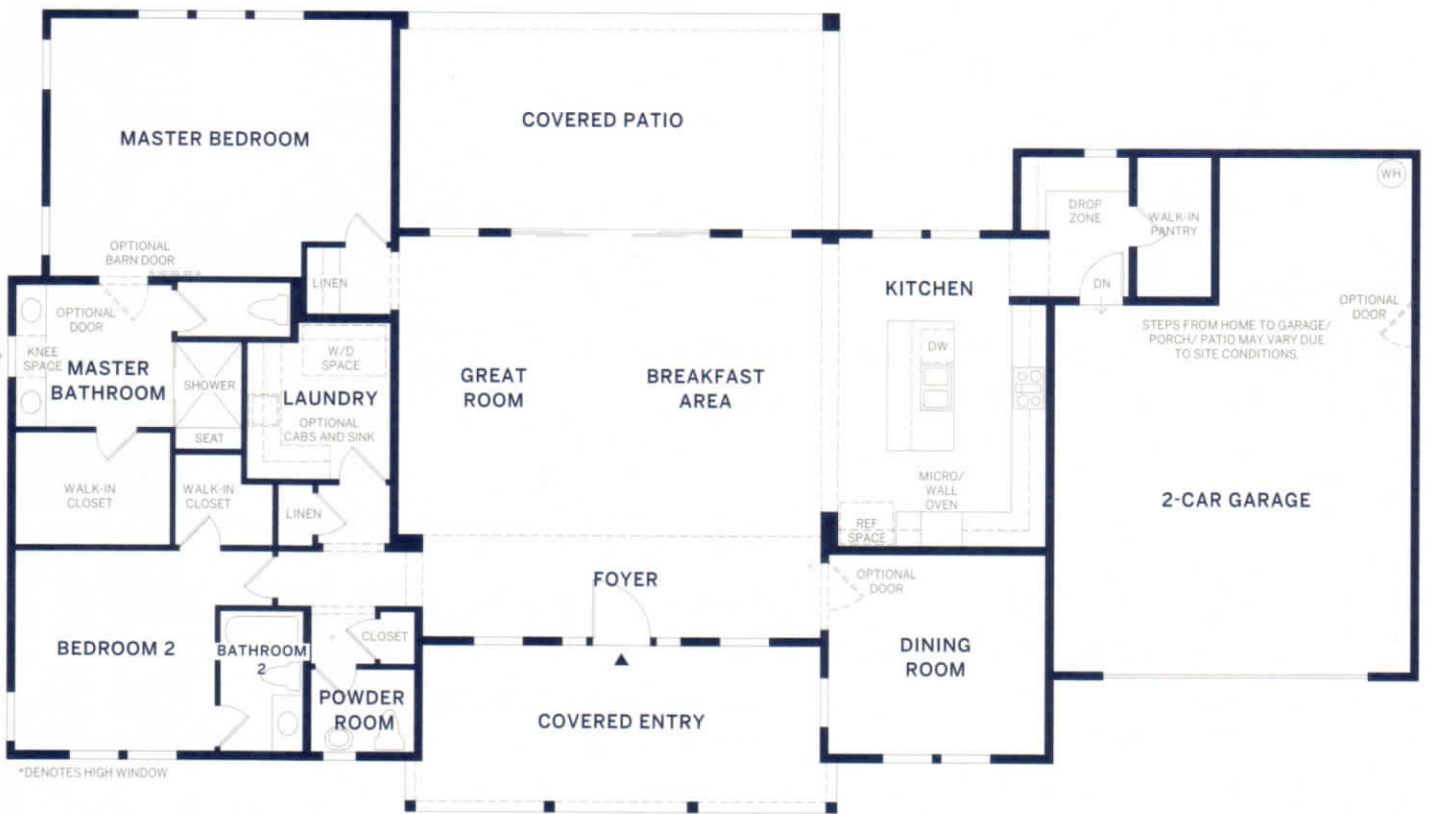 MASTER BEDROOM
COVERED PATIO
OPTIONAL
BARN DOOR
LINEN
DROP
ZONE
WALK-IN
PANTRY
WH
DN
KITCHEN
OPTIONAL
DOOR
STEPS FROM HOME TO GARAGE/
PORCH/ PATIO MAY VARY DUE
TO SITE CONDITIONS.
OPTIONAL
DOOR
KNEE
SPACE
MASTER
BATHROOM
SHOWER
SEAT
W/D
SPACE
LAUNDRY
OPTIONAL
CABS AND SINK
GREAT
ROOM
BREAKFAST
AREA
DW
MICRO/
WALL
OVEN
REF
SPACE
2-CAR GARAGE
WALK-IN
CLOSET
WALK-IN
CLOSET
LINEN
FOYER
OPTIONAL
DOOR
BEDROOM 2
BATHROOM
2
CLOSET
POWDER
ROOM
COVERED ENTRY
DINING
ROOM
*DENOTES HIGH WINDOW